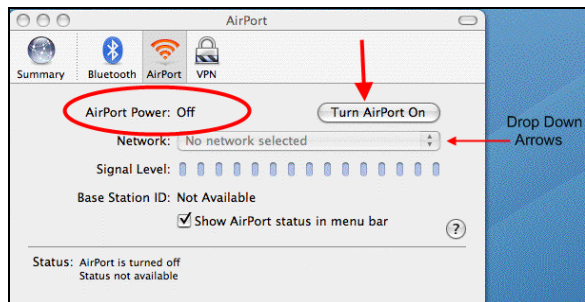 AirPort
Summary Bluetooth AirPort VPN
AirPort Power: Off Turn AirPort On
Drop Down
Arrows
Network: No network selected
Signal Level:
Base Station ID: Not Available
Show AirPort status in menu bar
?
Status: AirPort is turned off
Status not available